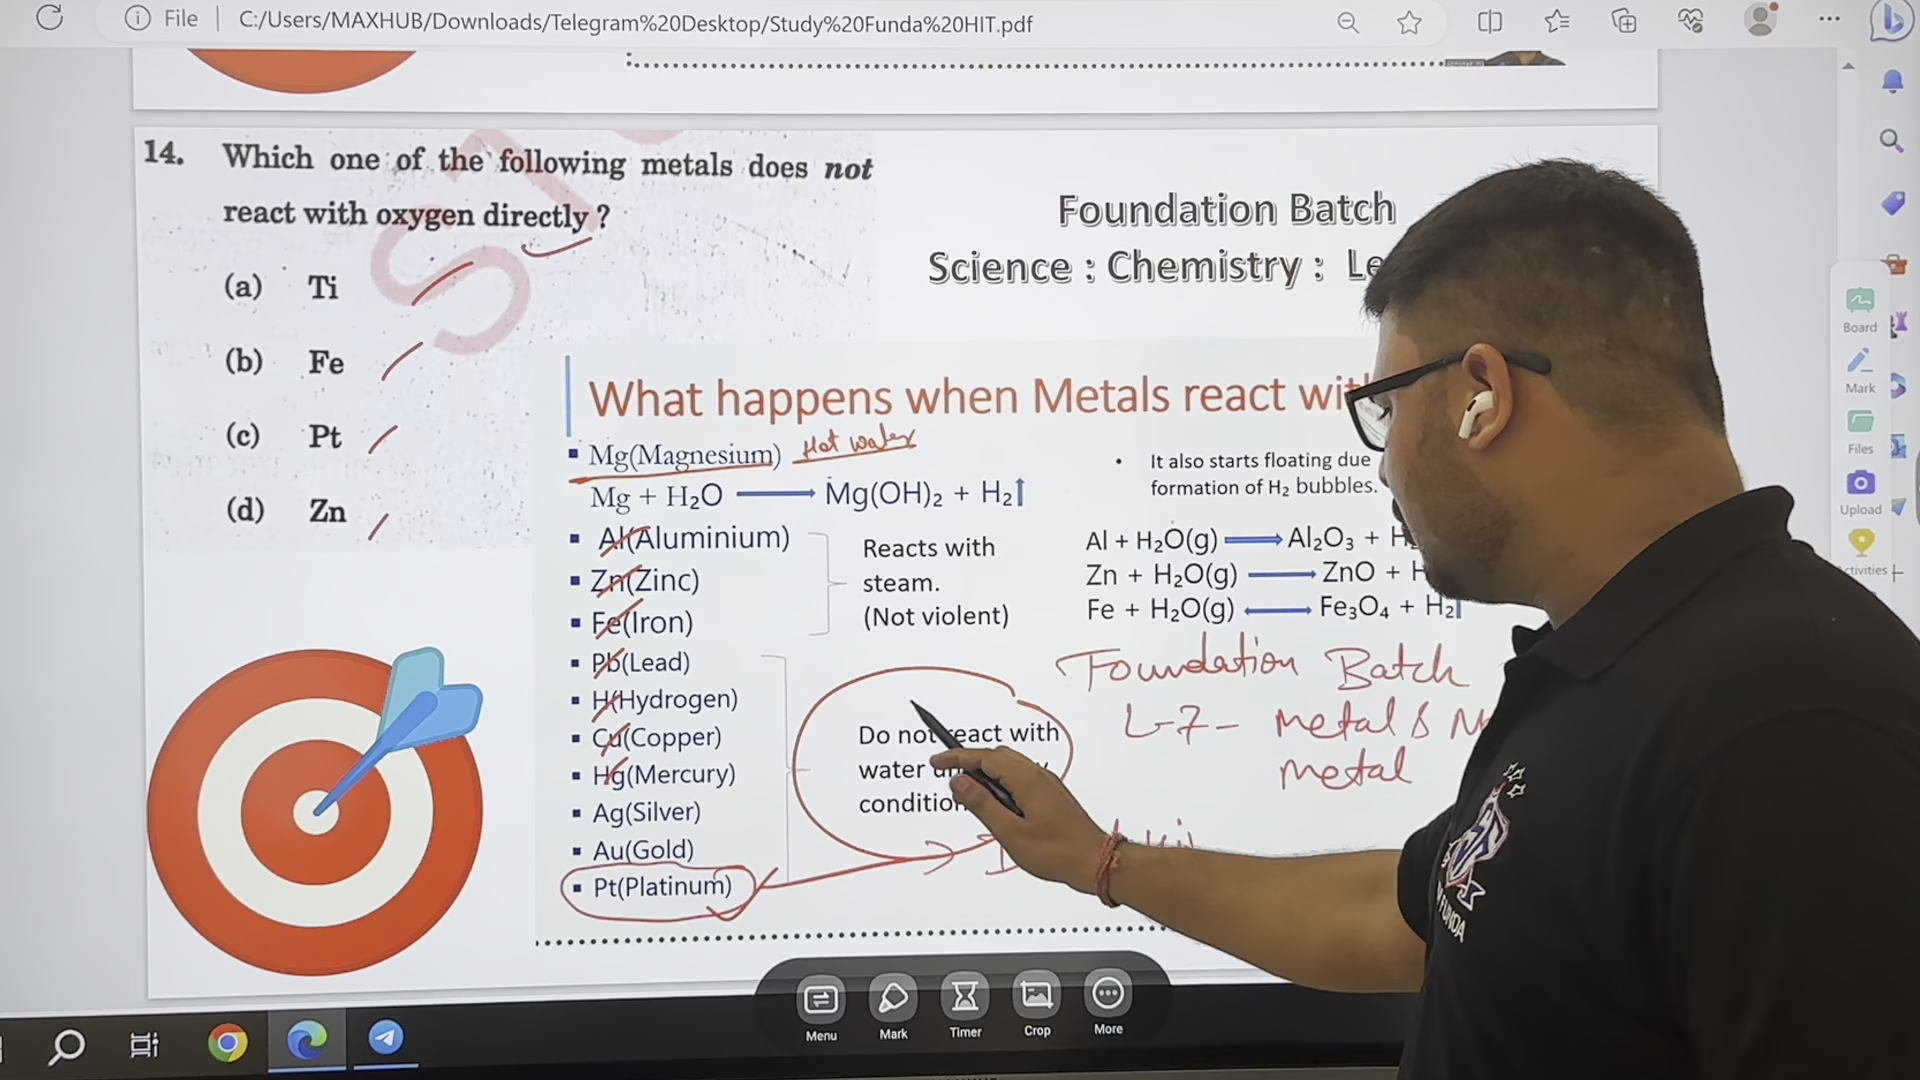 File
C:/Users/MAXHUB/Downloads/Telegram%20Desktop/Study%20Funda%20HIT.pdf
14. Which one of the following metals does not
react with oxygen directly?
(a) Ti
(b) Fe
(c) Pt
(d) Zn
Foundation Batch
Science : Chemistry :
What happens when Metals react
Mg(Magnesium) Hot water
Mg + H₂O → Mg(OH)₂ + H₂↑
Al(Aluminium)
Zn(Zinc)
Fe(Iron)
Reacts with
steam.
(Not violent)
Pb(Lead)
H(Hydrogen)
Cu(Copper)
Hg(Mercury)
Ag(Silver)
Au(Gold)
Pt(Platinum)
Do not react with
water
• It also starts floating due
formation of H₂ bubbles.
Al + H₂O(g) → Al₂O₃ +
Zn + H₂O(g) → ZnO +
Fe + H₂O(g) ↔ Fe₃O₄ + H₂↑
Foundation Batch
L-7- Metal &
Metal
Board
Mark
Files
Upload
FUNDA
Menu
Mark
Timer
Crop
More